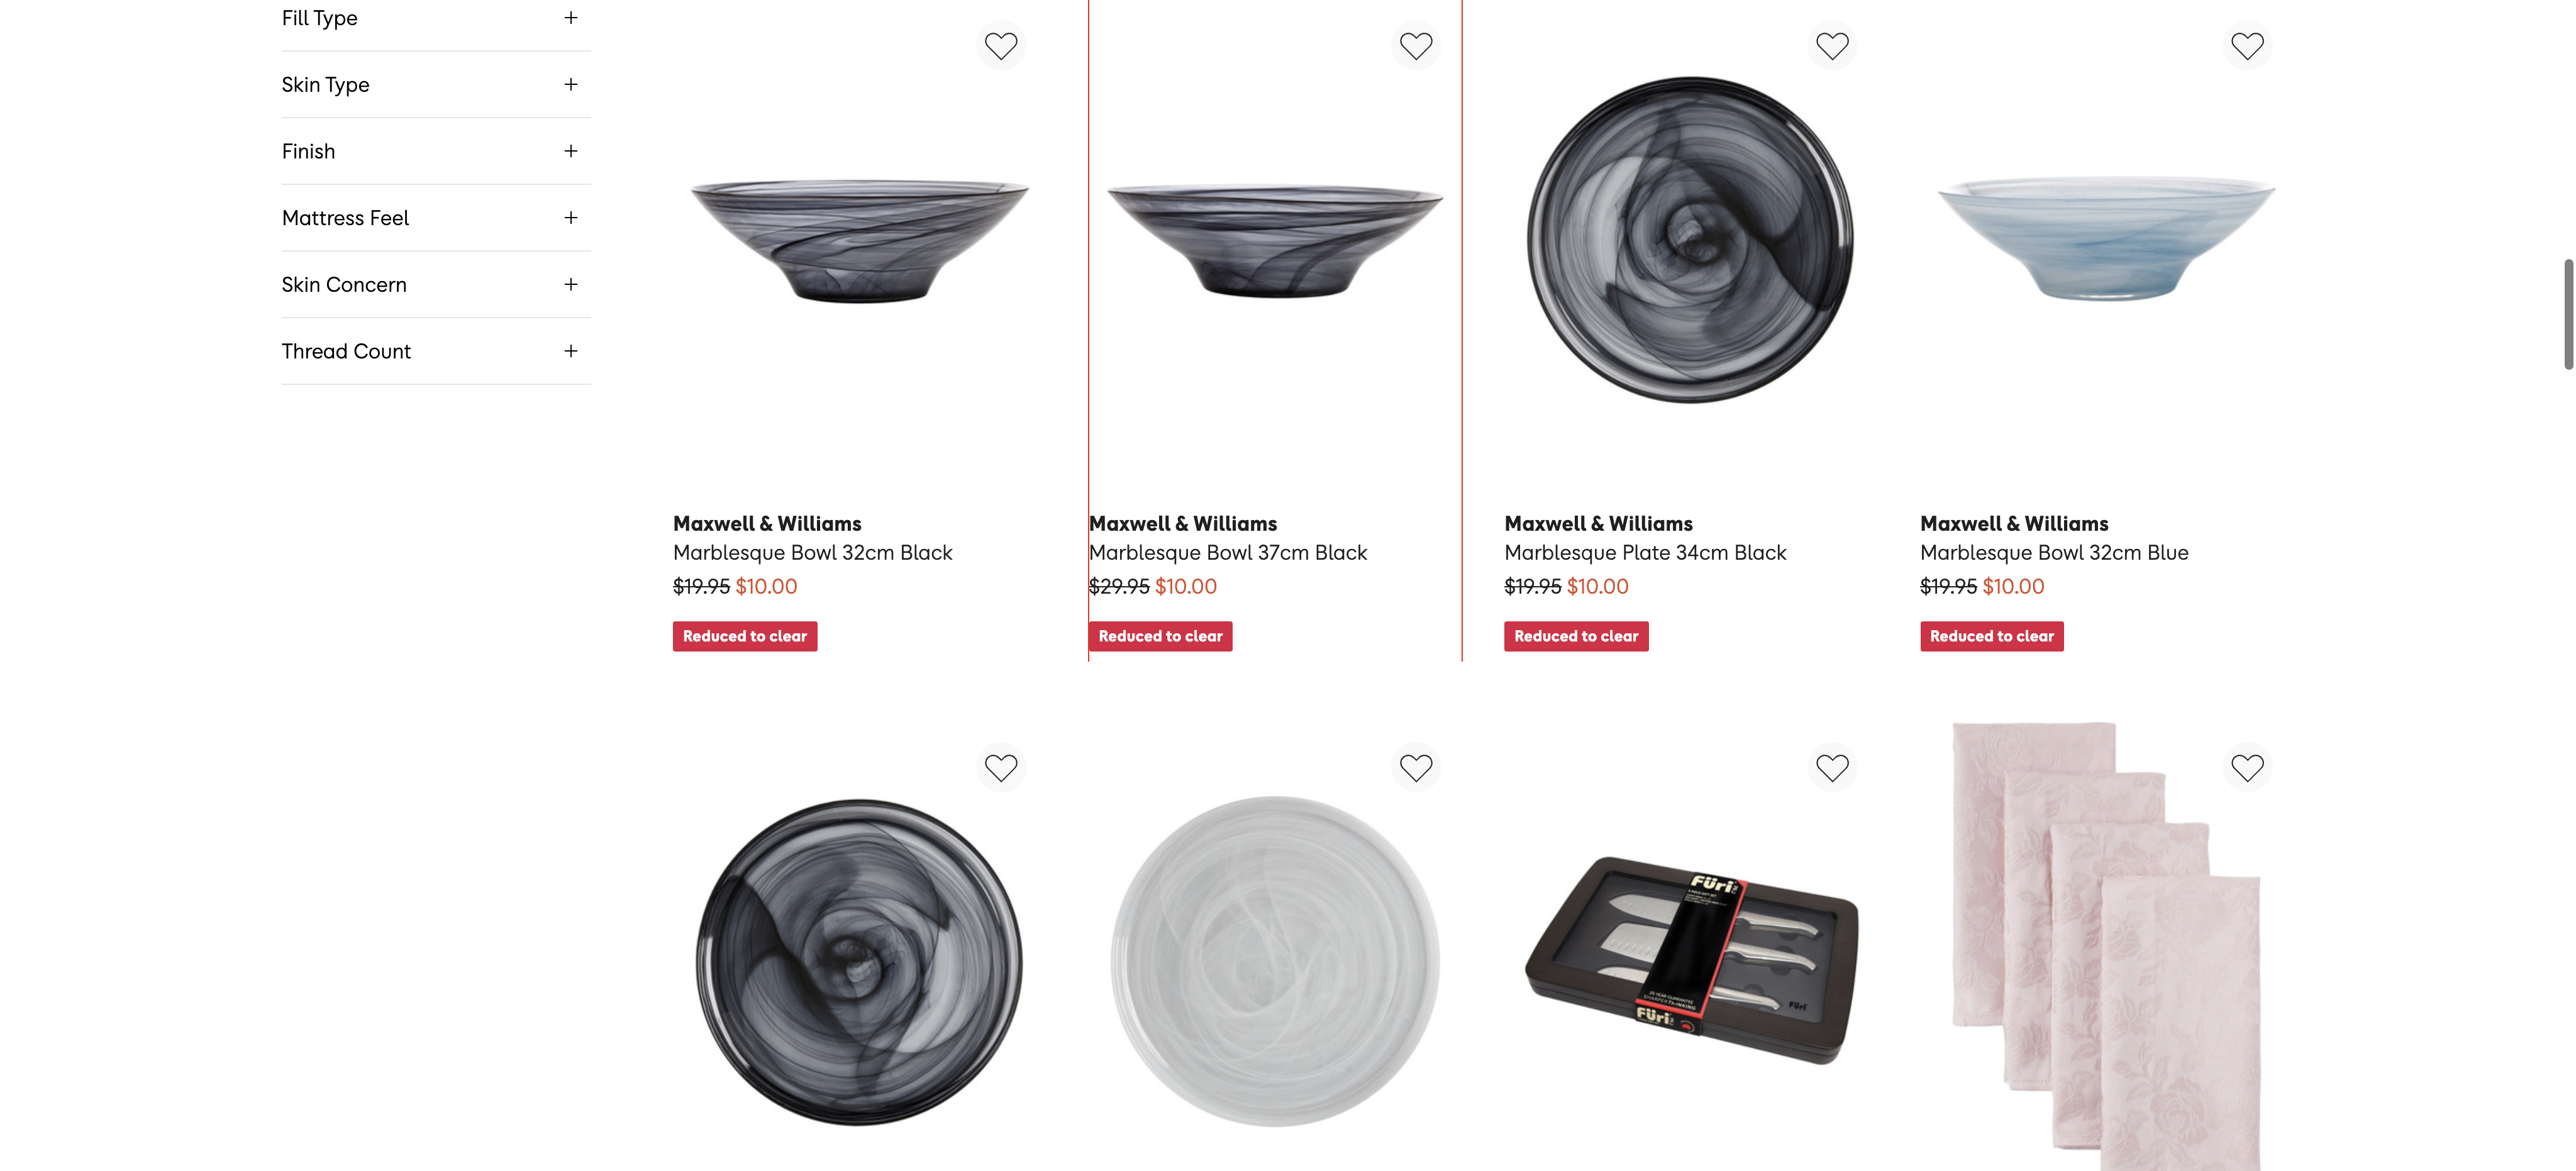 Fill Type
Skin Type
Finish
Mattress Feel
Skin Concern
Thread Count
Maxwell & Williams
Marblesque Bowl 32cm Black
$19.95 $10.00
Reduced to clear
Maxwell & Williams
Marblesque Bowl 37cm Black
$29.95 $10.00
Reduced to clear
Maxwell & Williams
Marblesque Plate 34cm Black
$19.95 $10.00
Reduced to clear
Maxwell & Williams
Marblesque Bowl 32cm Blue
$19.95 $10.00
Reduced to clear
Füri
Füri
Füri